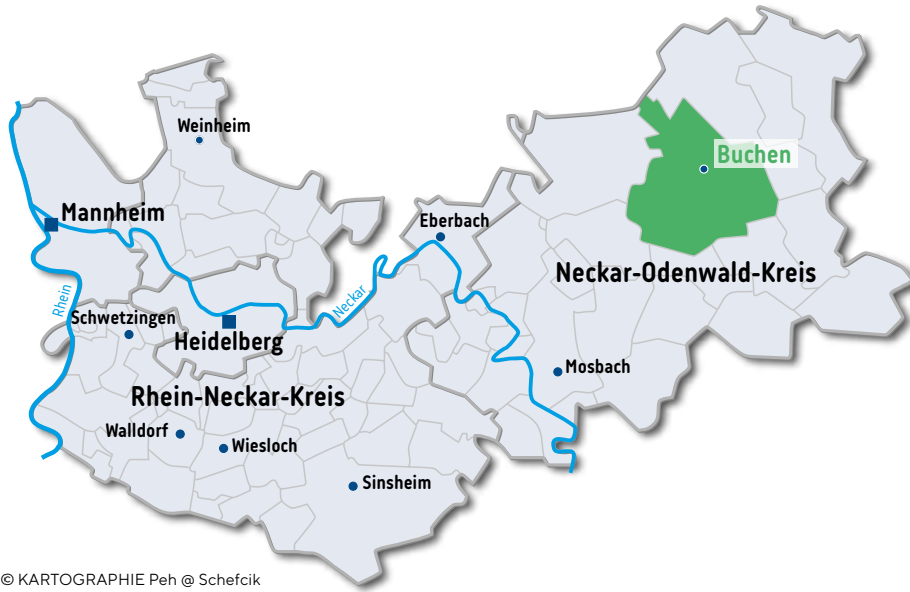 Weinheim
Buchen
Mannheim
Eberbach
Neckar-Odenwald-Kreis
Rhein
Neckar
Schwetzingen
Heidelberg
Mosbach
Rhein-Neckar-Kreis
Walldorf
Wiesloch
Sinsheim
© KARTOGRAPHIE Peh @ Schefcik